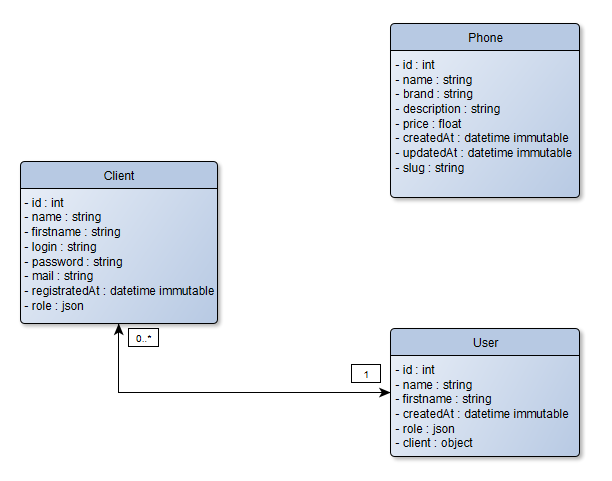 Phone
- id : int
- name : string
- brand : string
- description : string
- price : float
- createdAt : datetime immutable
- updatedAt : datetime immutable
- slug : string
Client
- id : int
- name : string
- firstname : string
- login : string
- password : string
- mail : string
- registratedAt : datetime immutable
- role : json
0..*
1
User
- id : int
- name : string
- firstname : string
- createdAt : datetime immutable
- role : json
- client : object